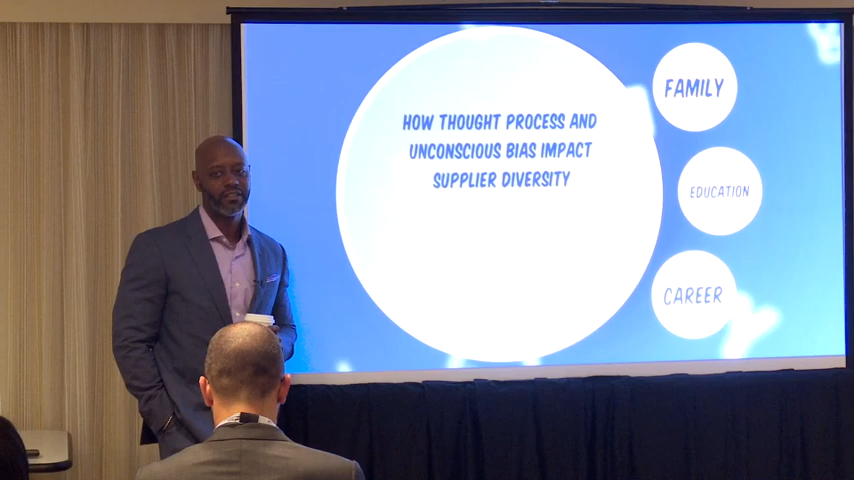 HOW THOUGHT PROCESS AND
UNCONSCIOUS BIAS IMPACT
SUPPLIER DIVERSITY
FAMILY
EDUCATION
CAREER